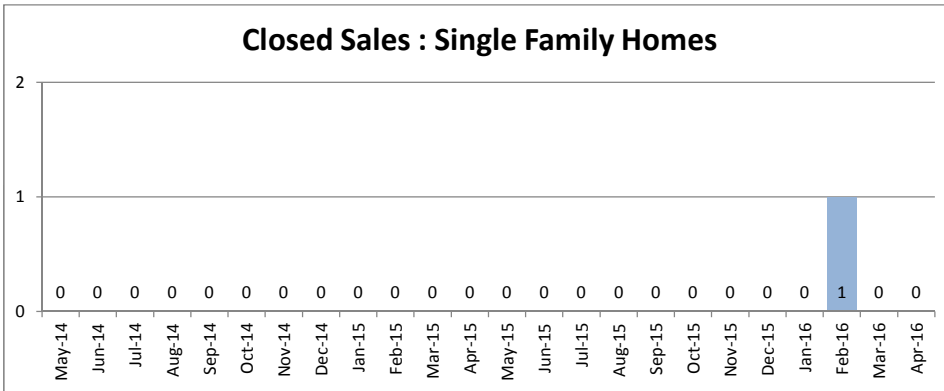 Closed Sales : Single Family Homes
2
1
0
0 0 0 0 0 0 0 0 0 0 0 0 0 0 0 0 0 0 0 0 0 1 0 0
May-14 Jun-14 Jul-14 Aug-14 Sep-14 Oct-14 Nov-14 Dec-14 Jan-15 Feb-15 Mar-15 Apr-15 May-15 Jun-15 Jul-15 Aug-15 Sep-15 Oct-15 Nov-15 Dec-15 Jan-16 Feb-16 Mar-16 Apr-16